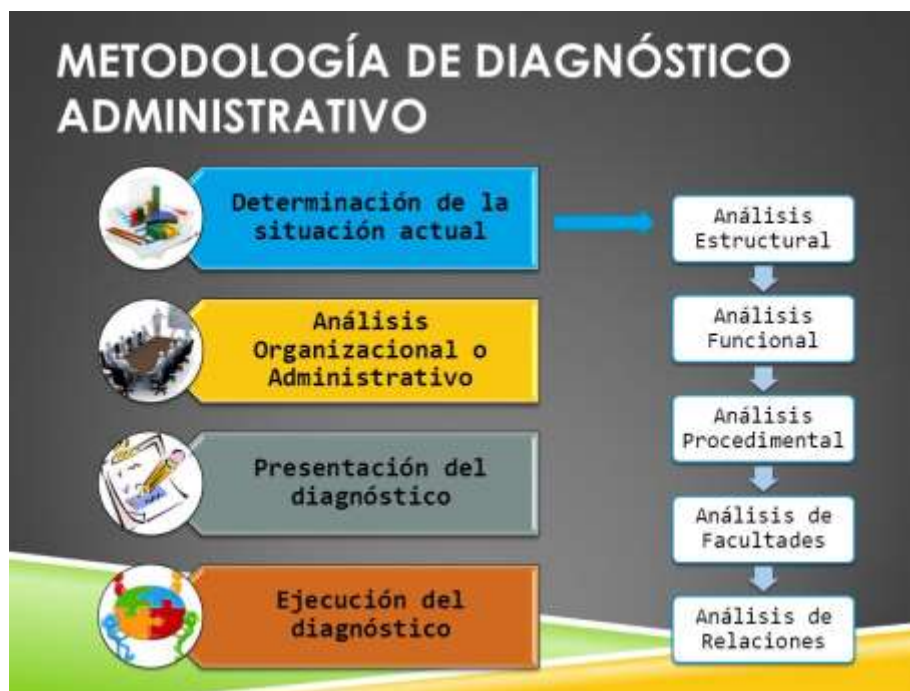 METODOLOGÍA DE DIAGNÓSTICO
ADMINISTRATIVO
Determinación de la
situación actual
Análisis
Organizacional o
Administrativo
Presentación del
diagnóstico
Ejecución del
diagnóstico
Análisis
Estructural
Análisis
Funcional
Análisis
Procedimental
Análisis de
Facultades
Análisis de
Relaciones